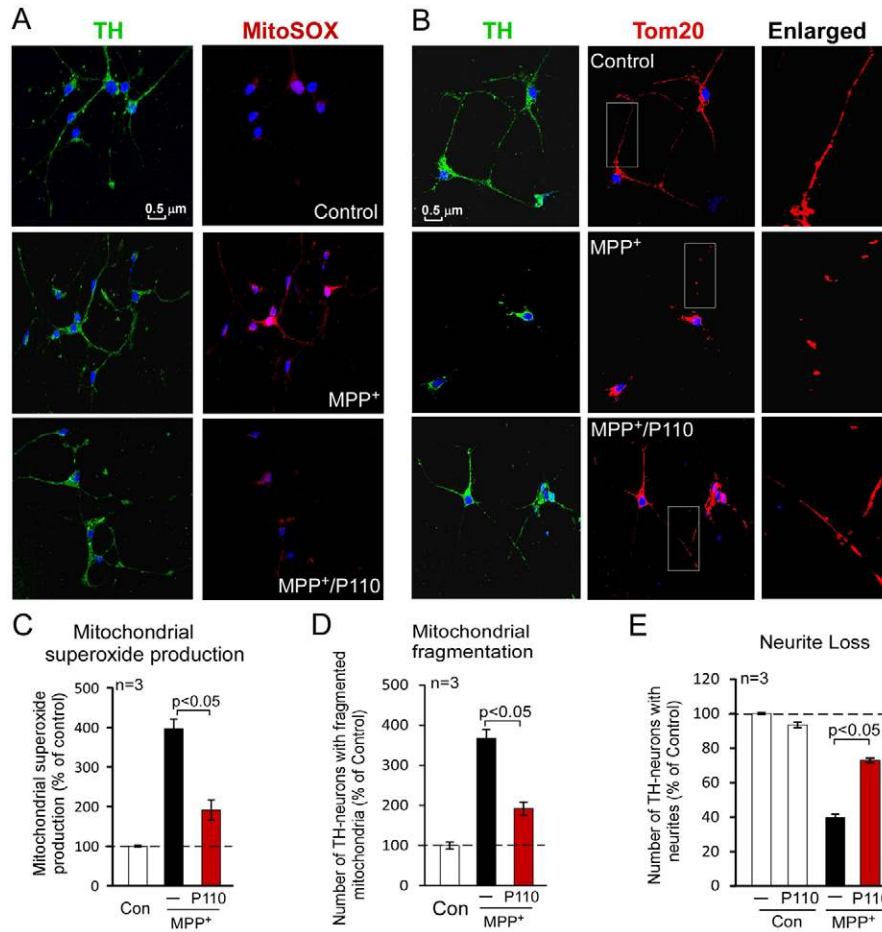 A
TH
MitoSOX
0.5 μm
Control
MPP⁺
MPP⁺/P110
B
TH
Tom20
Enlarged
Control
0.5 μm
MPP⁺
MPP⁺/P110
C
Mitochondrial
superoxide production
Mitochondrial superoxide
production (% of control)
n=3
500
400
300
200
100
0
p<0.05
Con
– P110
MPP⁺
D
Mitochondrial
fragmentation
Number of TH-neurons with fragmented
mitochondria (% of Control)
n=3
500
400
300
200
100
0
p<0.05
Con
– P110
MPP⁺
E
Neurite Loss
Number of TH-neurons with
neurites (% of Control)
n=3
120
100
80
60
40
20
0
p<0.05
– P110 – P110
Con MPP⁺